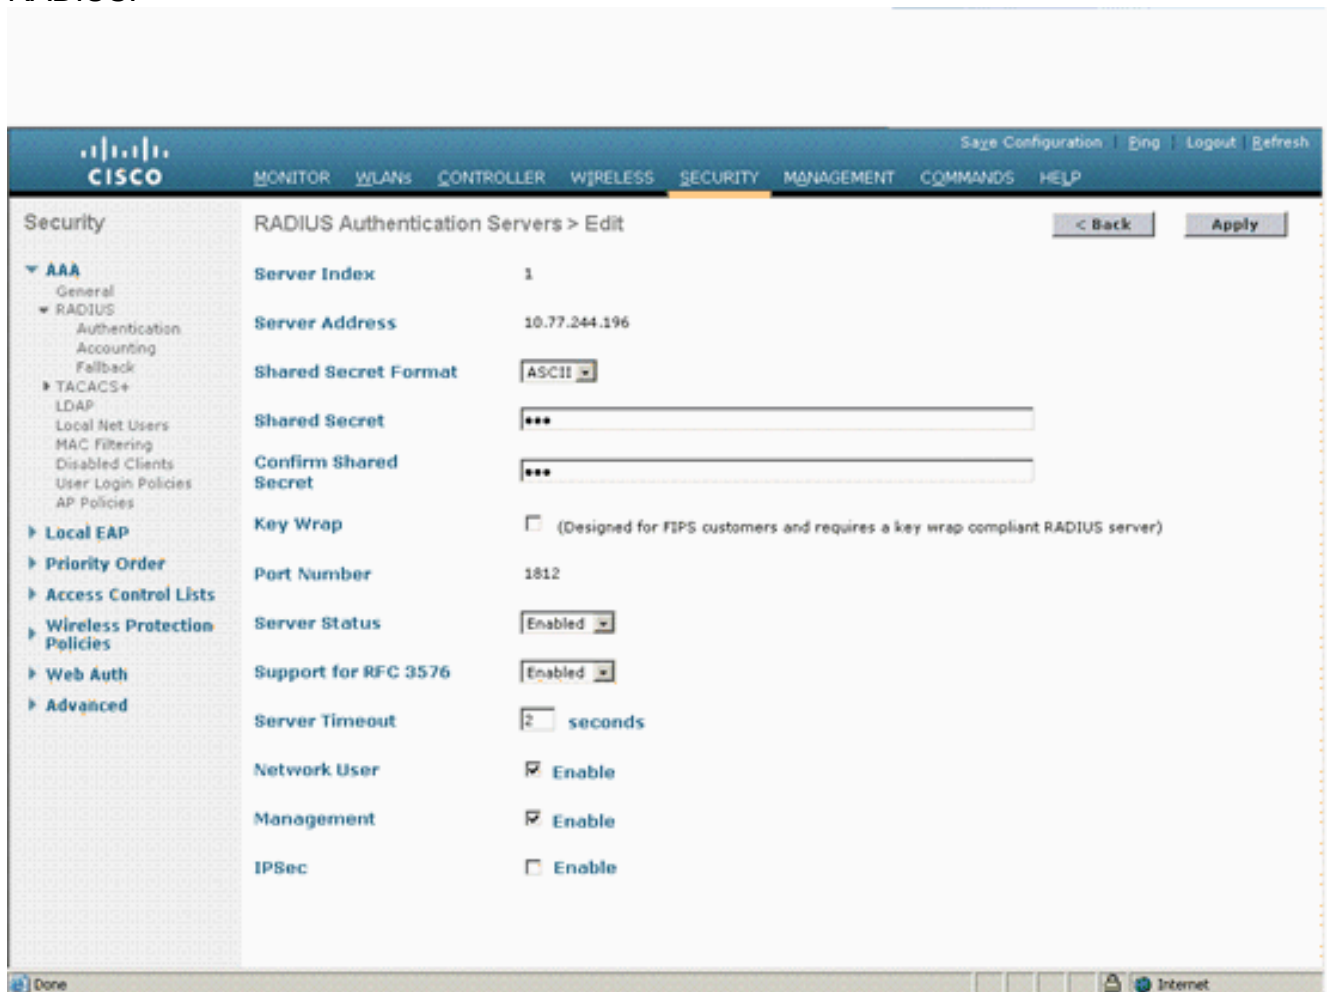 Save Configuration | Ping | Logout | Refresh
CISCO
MONITOR WLANs CONTROLLER WIRELESS SECURITY MANAGEMENT COMMANDS HELP
Security
AAA
General
RADIUS
Authentication
Accounting
Fallback
TACACS+
LDAP
Local Net Users
MAC Filtering
Disabled Clients
User Login Policies
AP Policies
Local EAP
Priority Order
Access Control Lists
Wireless Protection
Policies
Web Auth
Advanced
RADIUS Authentication Servers > Edit
< Back
Apply
Server Index 1
Server Address 10.77.244.196
Shared Secret Format ASCII
Shared Secret •••
Confirm Shared
Secret •••
Key Wrap (Designed for FIPS customers and requires a key wrap compliant RADIUS server)
Port Number 1812
Server Status Enabled
Support for RFC 3576 Enabled
Server Timeout 2 seconds
Network User Enable
Management Enable
IPSec Enable
Done
Internet